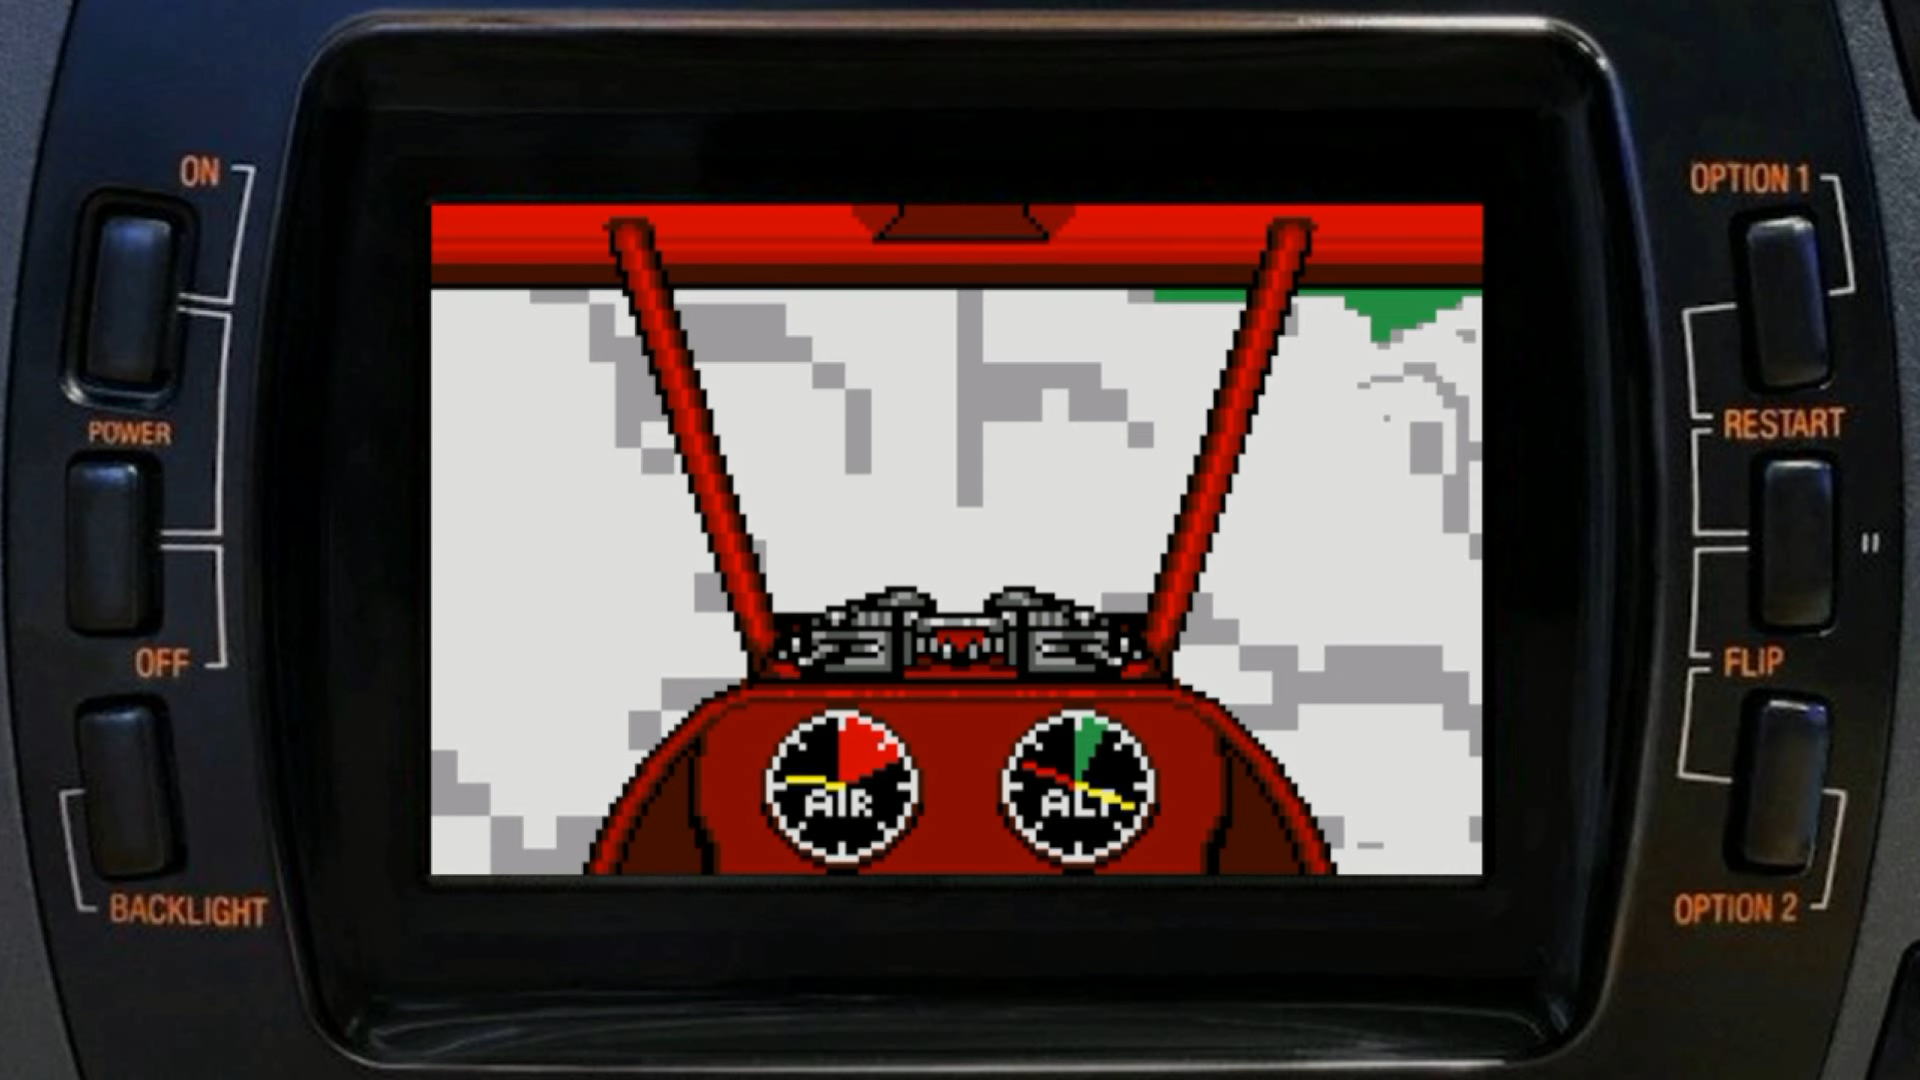 ON
POWER
OFF
BACKLIGHT
AIR
ALT
OPTION 1
RESTART
FLIP
OPTION 2